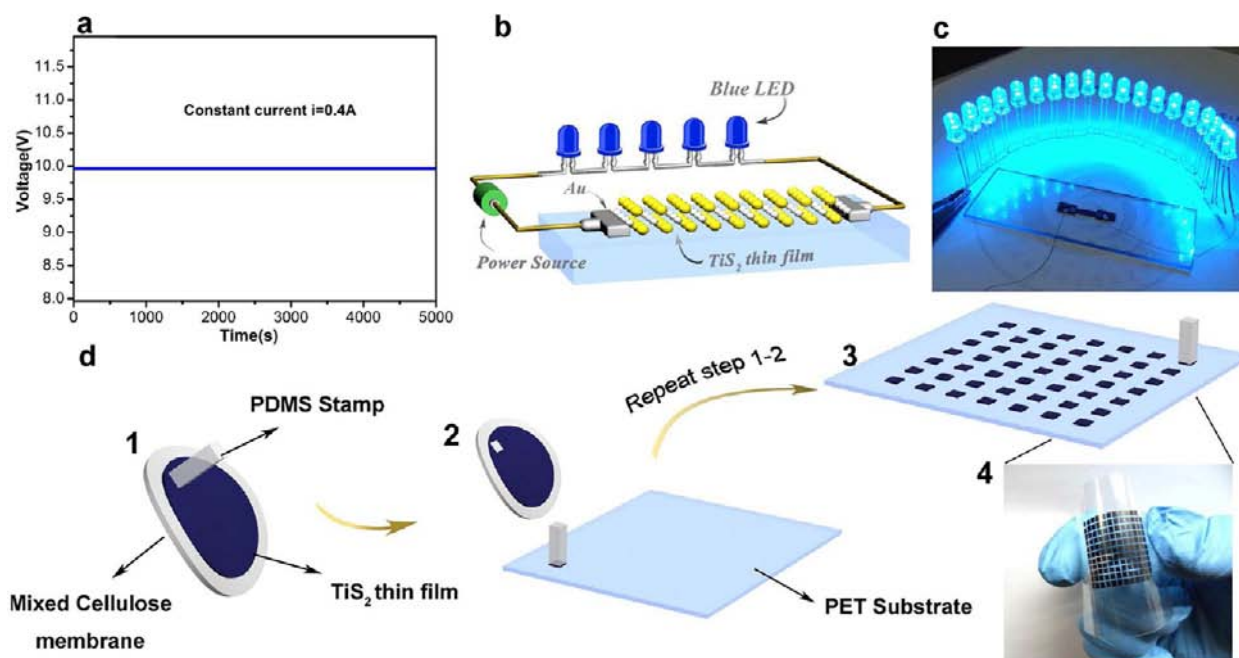 a
Voltage(V)
11.5
11.0
10.5
10.0
9.5
9.0
8.5
8.0
Constant current i=0.4A
0 1000 2000 3000 4000 5000
Time(s)
b
Blue LED
Au
Power Source
TiS2 thin film
c
d
1
PDMS Stamp
Mixed Cellulose
membrane
TiS2 thin film
2
PET Substrate
Repeat step 1-2
3
4